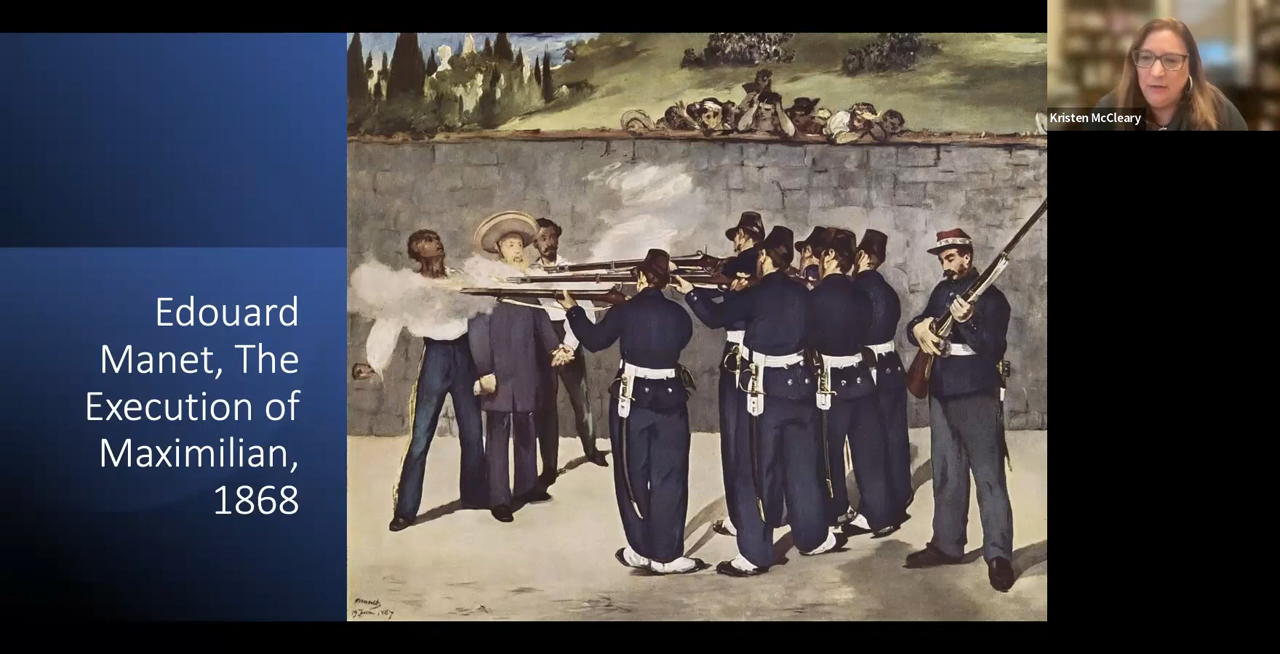 Edouard
Manet, The
Execution of
Maximilian,
1868
Kristen McCleary